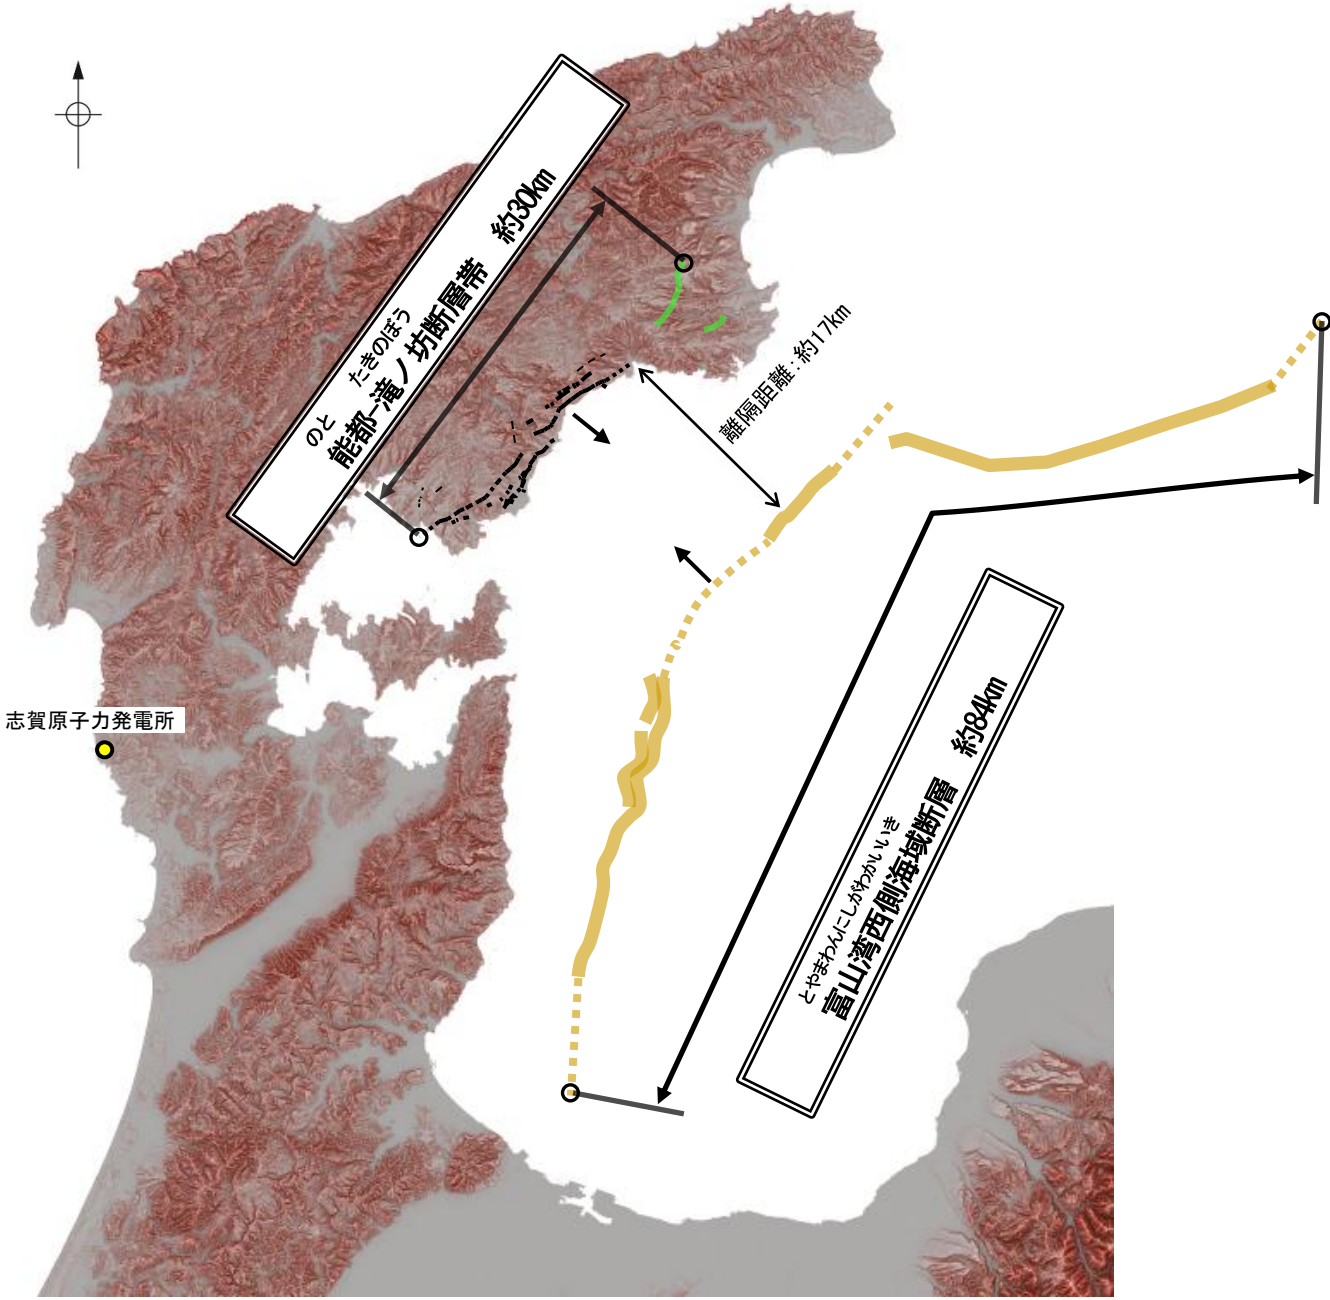 のと　たきのぼう
能都−滝ノ坊断層帯　約30km
離隔距離：約17km
志賀原子力発電所
とやまわんにしがわかいいき
富山湾西側海域断層　約84km